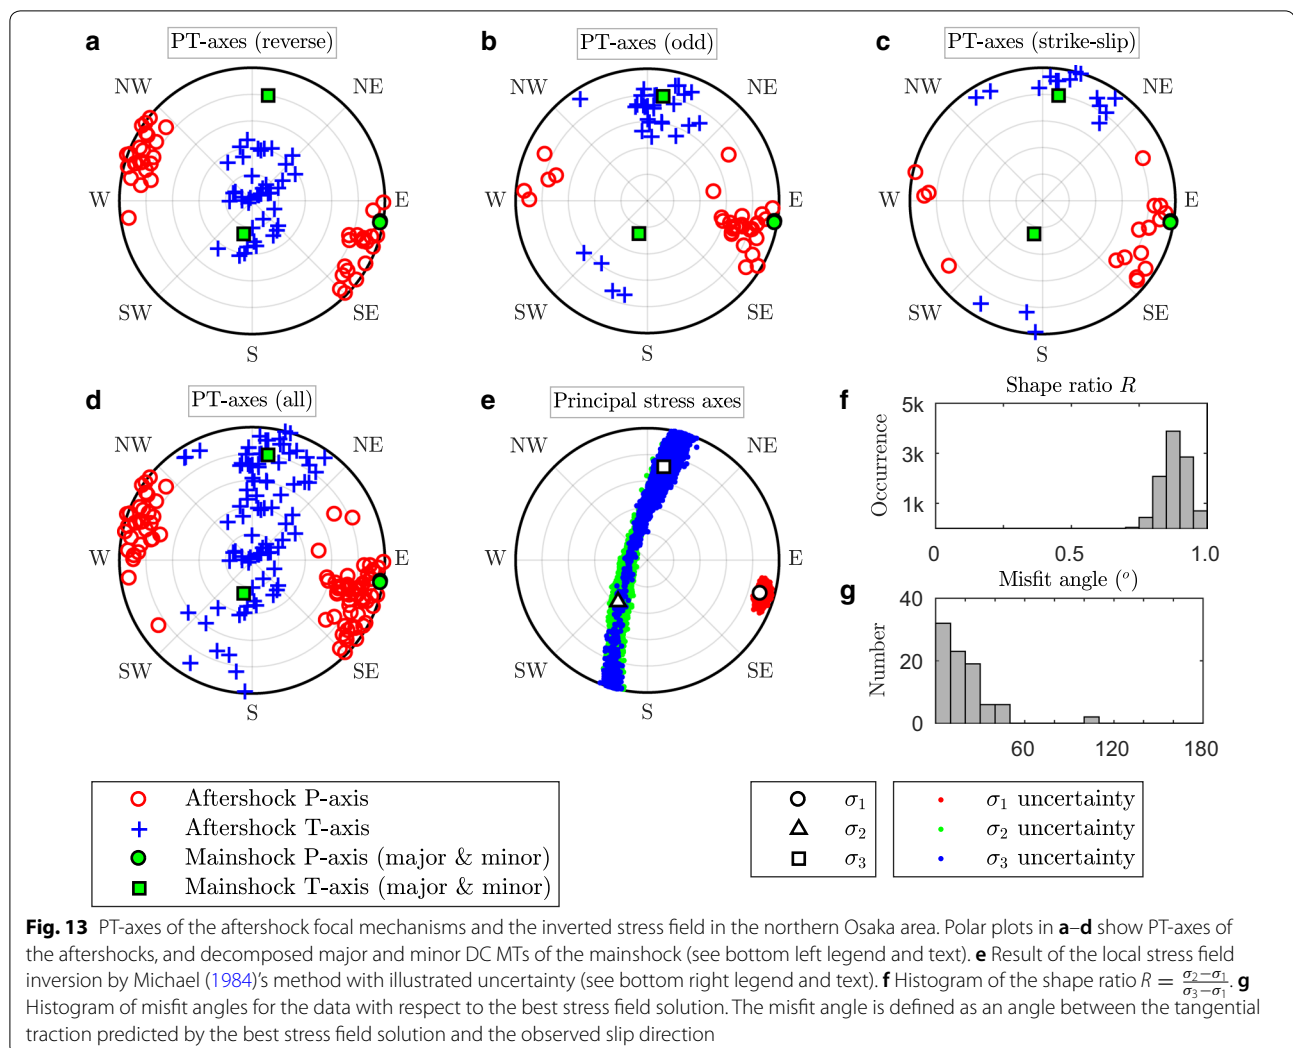 a PT-axes (reverse)
NW NE
W E
SW SE
S
b PT-axes (odd)
NW NE
W E
SW SE
S
c PT-axes (strike-slip)
NW NE
W E
SW SE
S
d PT-axes (all)
NW NE
W E
SW SE
S
e Principal stress axes
NW NE
W E
SW SE
S
f Shape ratio R
5k
3k
1k
Occurrence
0 0.5 1.0
g Misfit angle (°)
40
20
0
Number
60 120 180
Aftershock P-axis
Aftershock T-axis
Mainshock P-axis (major & minor)
Mainshock T-axis (major & minor)
σ1
σ2
σ3
σ1 uncertainty
σ2 uncertainty
σ3 uncertainty
Fig. 13 PT-axes of the aftershock focal mechanisms and the inverted stress field in the northern Osaka area. Polar plots in a–d show PT-axes of
the aftershocks, and decomposed major and minor DC MTs of the mainshock (see bottom left legend and text). e Result of the local stress field
inversion by Michael (1984)'s method with illustrated uncertainty (see bottom right legend and text). f Histogram of the shape ratio R = (σ2−σ1)/(σ3−σ1). g
Histogram of misfit angles for the data with respect to the best stress field solution. The misfit angle is defined as an angle between the tangential
traction predicted by the best stress field solution and the observed slip direction